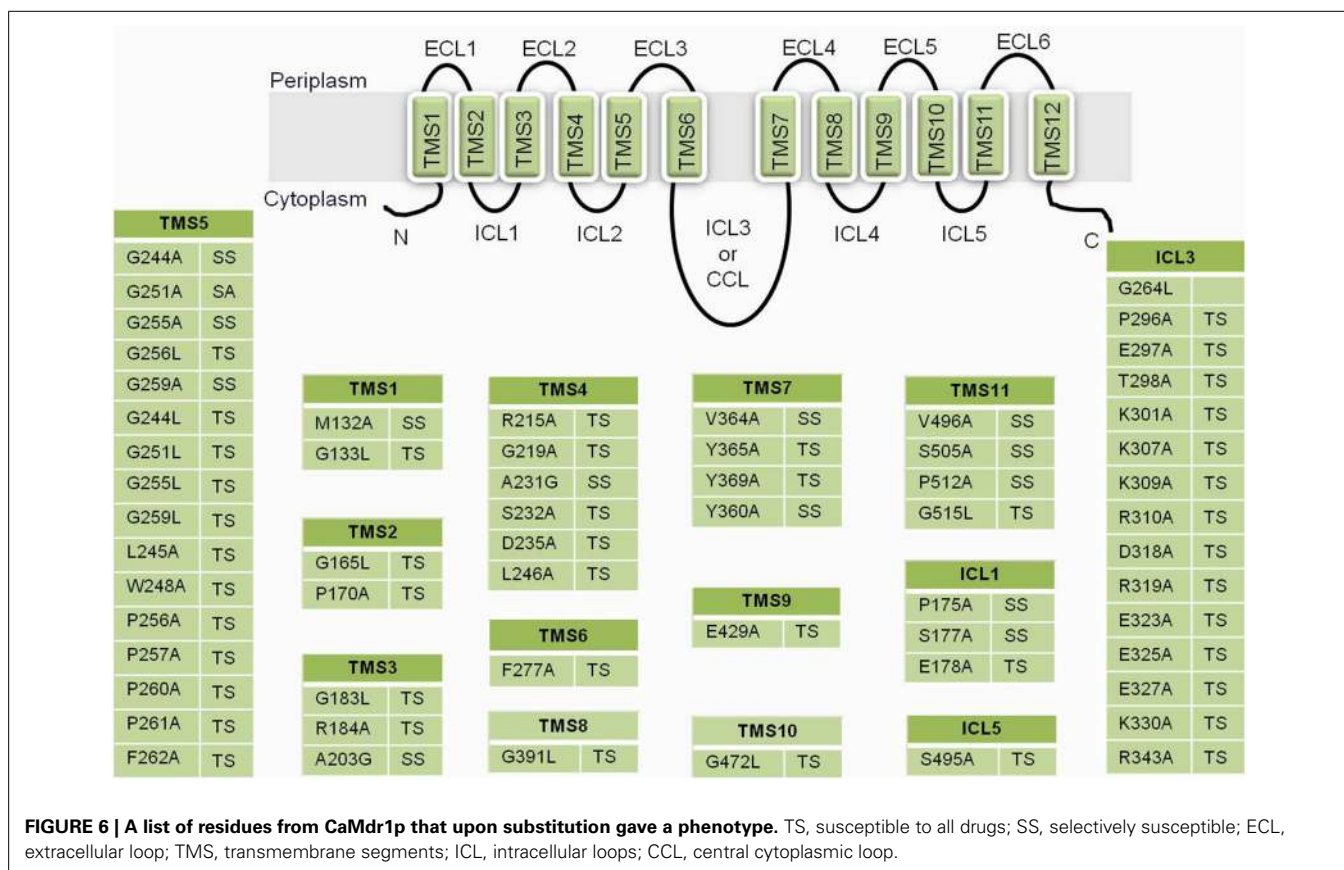 ECL1 ECL2 ECL3 ECL4 ECL5 ECL6
Periplasm
TMS1 TMS2 TMS3 TMS4 TMS5 TMS6 TMS7 TMS8 TMS9 TMS10 TMS11 TMS12
Cytoplasm
N ICL1 ICL2 ICL3 or CCL ICL4 ICL5 C
TMS5
G244A SS
G251A SA
G255A SS
G256L TS
G259A SS
G244L TS
G251L TS
G255L TS
G259L TS
L245A TS
W248A TS
P256A TS
P257A TS
P260A TS
P261A TS
F262A TS
TMS1
M132A SS
G133L TS
TMS2
G165L TS
P170A TS
TMS3
G183L TS
R184A TS
A203G SS
TMS4
R215A TS
G219A TS
A231G SS
S232A TS
D235A TS
L246A TS
TMS6
F277A TS
TMS8
G391L TS
TMS7
V364A SS
Y365A TS
Y369A TS
Y360A SS
TMS9
E429A TS
TMS10
G472L TS
TMS11
V496A SS
S505A SS
P512A SS
G515L TS
ICL1
P175A SS
S177A SS
E178A TS
ICL5
S495A TS
ICL3
G264L
P296A TS
E297A TS
T298A TS
K301A TS
K307A TS
K309A TS
R310A TS
D318A TS
R319A TS
E323A TS
E325A TS
E327A TS
K330A TS
R343A TS
FIGURE 6 | A list of residues from CaMdr1p that upon substitution gave a phenotype. TS, susceptible to all drugs; SS, selectively susceptible; ECL,
extracellular loop; TMS, transmembrane segments; ICL, intracellular loops; CCL, central cytoplasmic loop.